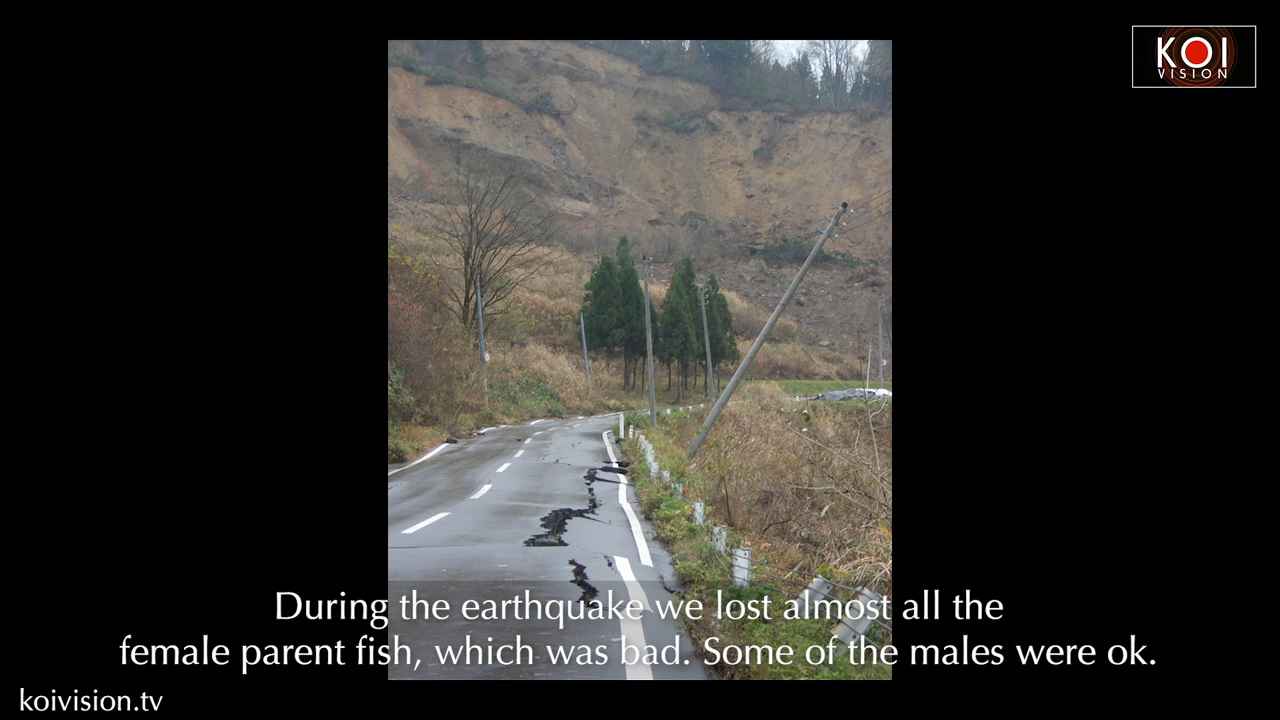 KOI
VISION
During the earthquake we lost almost all the
female parent fish, which was bad. Some of the males were ok.
koivision.tv